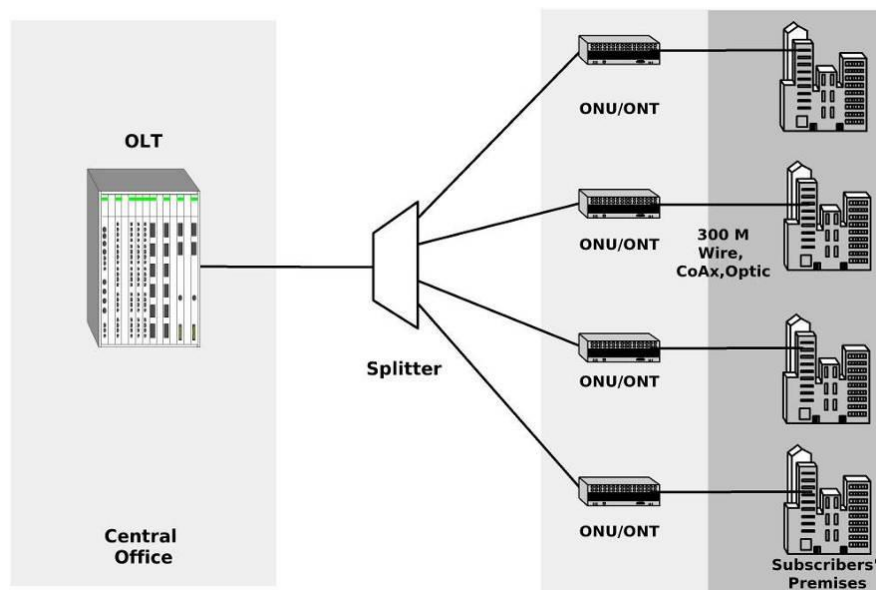 OLT
ONU/ONT
ONU/ONT
300 M
Wire,
CoAx,Optic
Splitter
ONU/ONT
ONU/ONT
Central
Office
Subscribers'
Premises